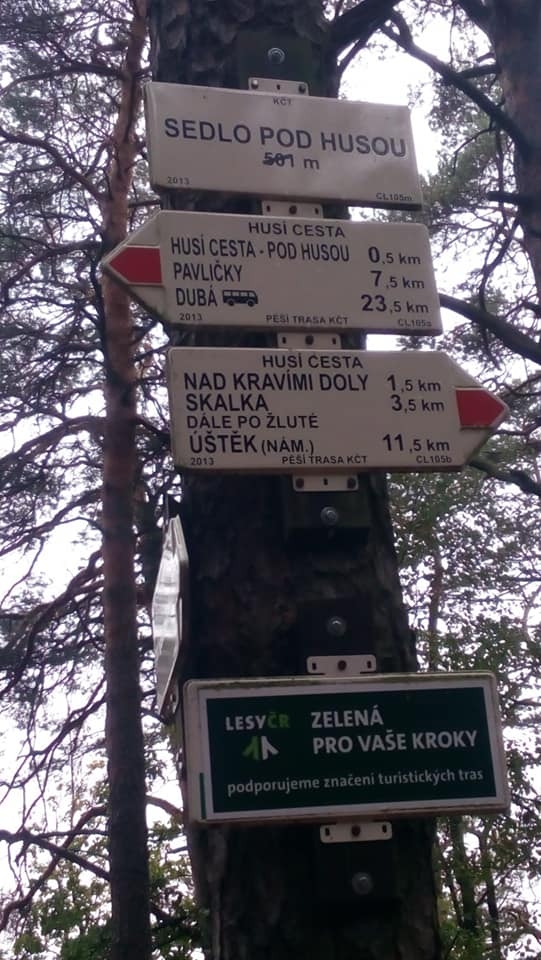 KČT
SEDLO POD HUSOU
501 m
2013 CL105m
HUSÍ CESTA
HUSÍ CESTA - POD HUSOU 0,5 km
PAVLIČKY 7,5 km
DUBÁ 23,5 km
2013 PĚŠÍ TRASA KČT CL105s
HUSÍ CESTA
NAD KRAVÍMI DOLY 1,5 km
SKALKA 3,5 km
DÁLE PO ŽLUTÉ
ÚŠTĚK (NÁM.) 11,5 km
2013 PĚŠÍ TRASA KČT CL105b
LESYČR
ZELENÁ
PRO VAŠE KROKY
podporujeme značení turistických tras